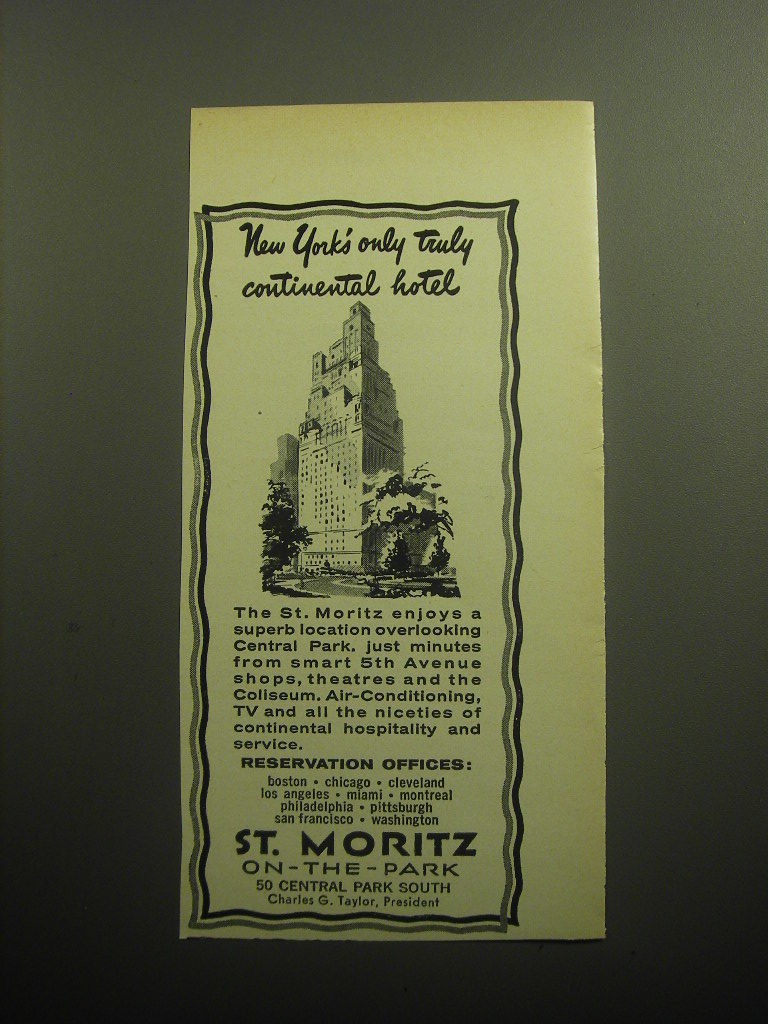 New York's only truly
continental hotel
The St. Moritz enjoys a
superb location overlooking
Central Park, just minutes
from smart 5th Avenue
shops, theatres and the
Coliseum. Air-Conditioning,
TV and all the niceties of
continental hospitality and
service.
RESERVATION OFFICES:
boston • chicago • cleveland
los angeles • miami • montreal
philadelphia • pittsburgh
san francisco • washington
ST. MORITZ
ON-THE-PARK
50 CENTRAL PARK SOUTH
Charles G. Taylor, President